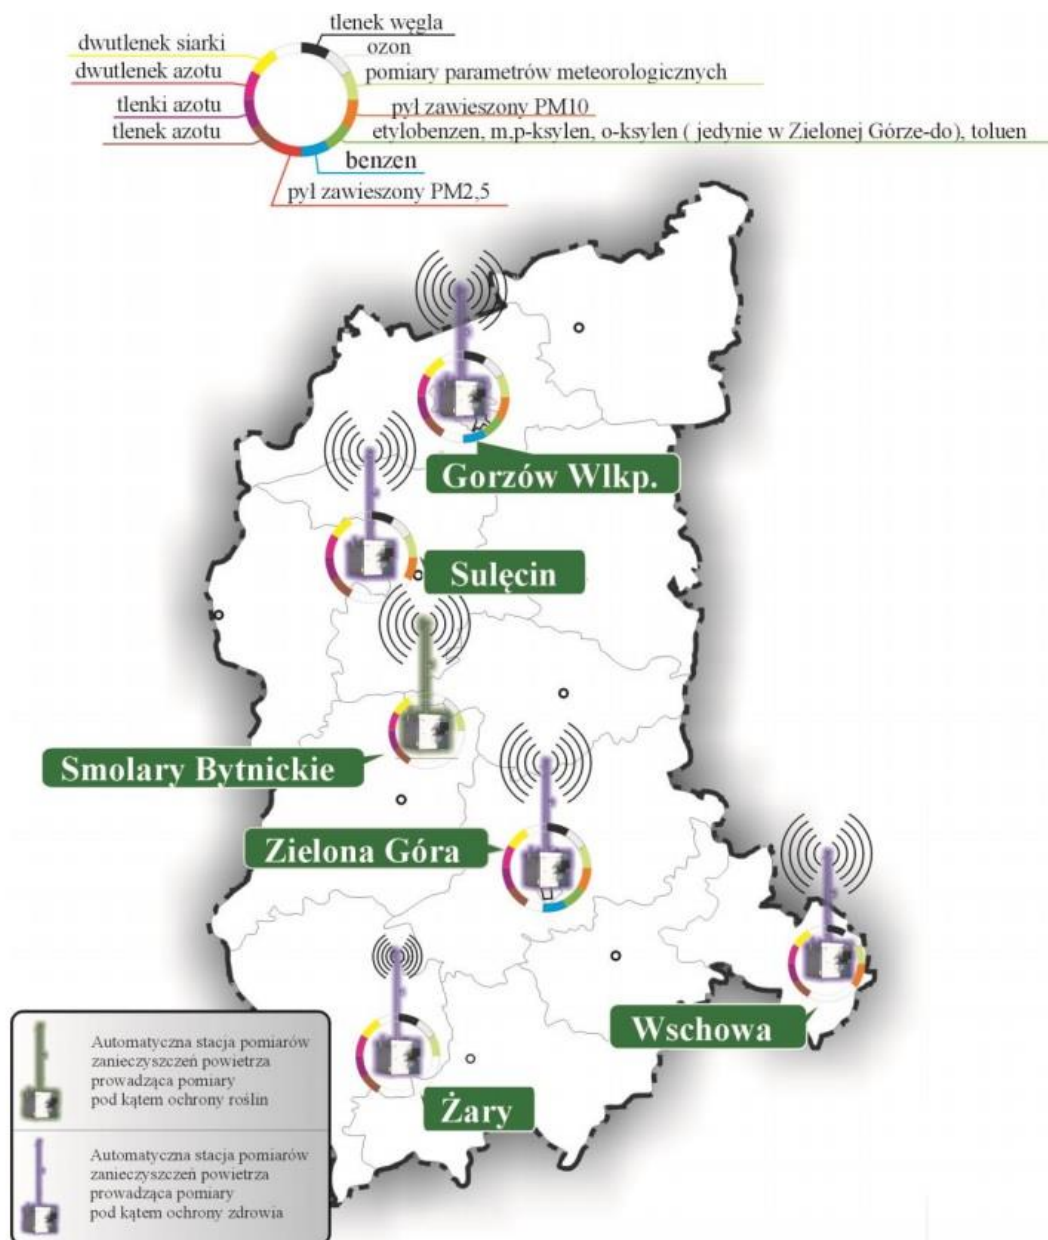 tlenek węgla
dwutlenek siarki
ozon
dwutlenek azotu
pomiary parametrów meteorologicznych
tlenki azotu
pył zawieszony PM10
tlenek azotu
etylobenzen, m,p-ksylen, o-ksylen ( jedynie w Zielonej Górze-do), toluen
benzen
pył zawieszony PM2,5
Gorzów Wlkp.
Sulęcin
Smolary Bytnickie
Zielona Góra
Wschowa
Żary
Automatyczna stacja pomiarów
zanieczyszczeń powietrza
prowadząca pomiary
pod kątem ochrony roślin
Automatyczna stacja pomiarów
zanieczyszczeń powietrza
prowadząca pomiary
pod kątem ochrony zdrowia